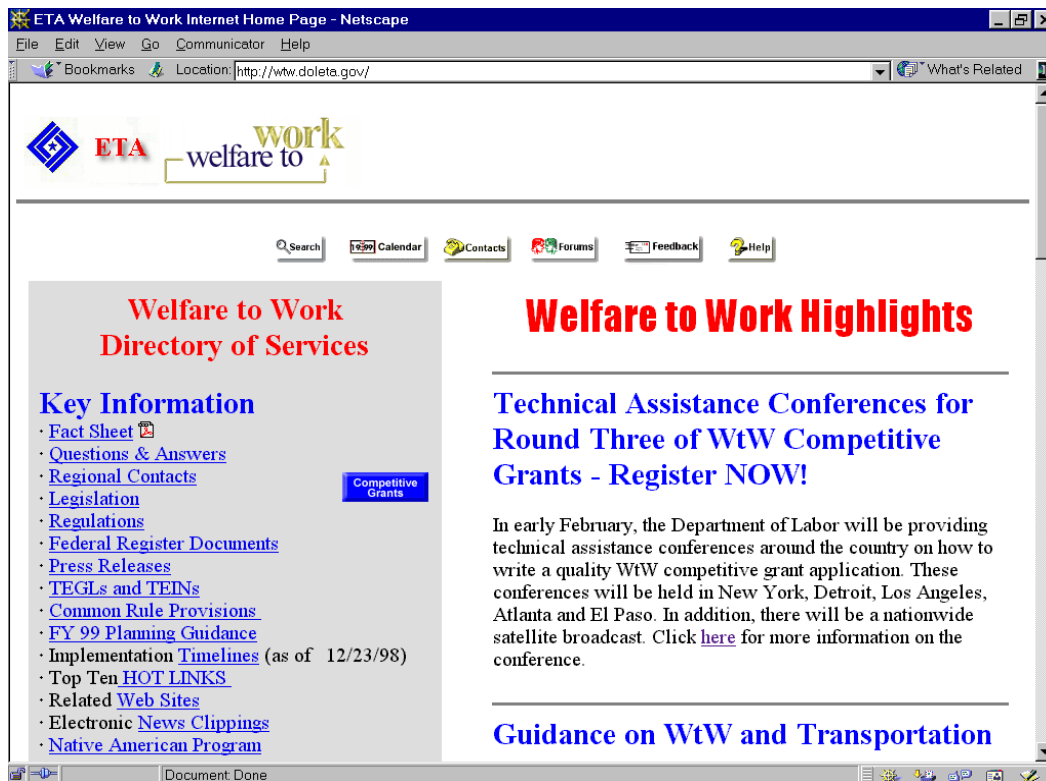 ETA Welfare to Work Internet Home Page - Netscape
File Edit View Go Communicator Help
Bookmarks Location: http://wtw.doleta.gov/ What's Related
ETA welfare to work
Search 1999 Calendar Contacts Forums Feedback Help
Welfare to Work
Directory of Services
Key Information
· Fact Sheet
· Questions & Answers
· Regional Contacts
· Legislation
· Regulations
· Federal Register Documents
· Press Releases
· TEGLs and TEINs
· Common Rule Provisions
· FY 99 Planning Guidance
· Implementation Timelines (as of 12/23/98)
· Top Ten HOT LINKS
· Related Web Sites
· Electronic News Clippings
· Native American Program
Competitive
Grants
Welfare to Work Highlights
Technical Assistance Conferences for
Round Three of WtW Competitive
Grants - Register NOW!
In early February, the Department of Labor will be providing
technical assistance conferences around the country on how to
write a quality WtW competitive grant application. These
conferences will be held in New York, Detroit, Los Angeles,
Atlanta and El Paso. In addition, there will be a nationwide
satellite broadcast. Click here for more information on the
conference.
Guidance on WtW and Transportation
Document: Done